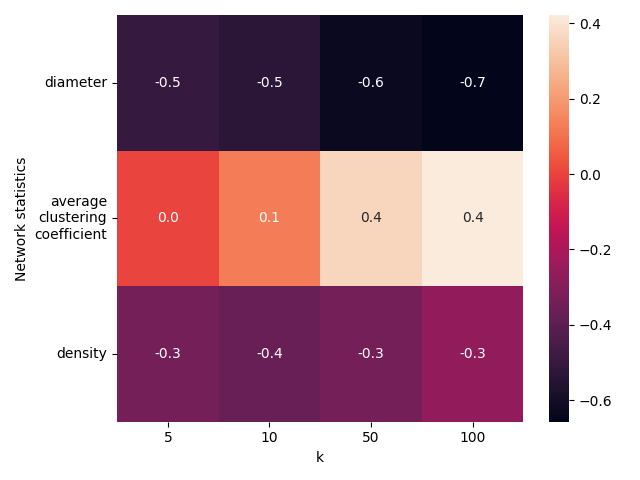 diameter -0.5 -0.5 -0.6 -0.7
average
clustering
coefficient
0.0 0.1 0.4 0.4
density -0.3 -0.4 -0.3 -0.3
5 10 50 100
k
Network statistics
0.4
0.2
0.0
−0.2
−0.4
−0.6